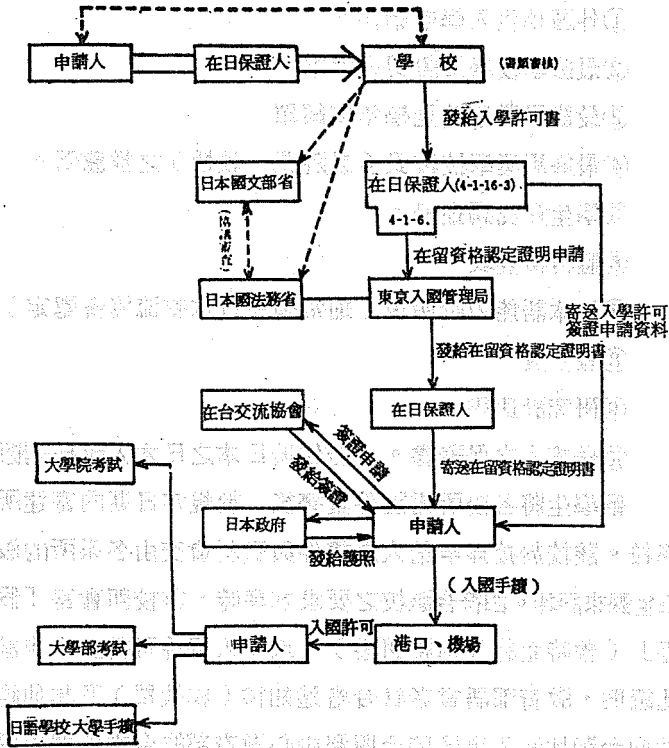 申請人
在日保證人
學　校
(書類審核)
發給入學許可書
日本國文部省
(協議審査)
在日保證人(4-1-16-3)
4-1-6.
在留資格認定證明申請
日本國法務省
東京入國管理局
寄送入學許可
簽證申請資料
發給在留資格認定證明書
在台交流協會
在日保證人
簽證申請
發給簽證
寄送在留資格認定證明書
大學院考試
日本政府
發給護照
申請人
(入國手續)
入國許可
大學部考試
申請人
港口、機場
日語學校大學手續